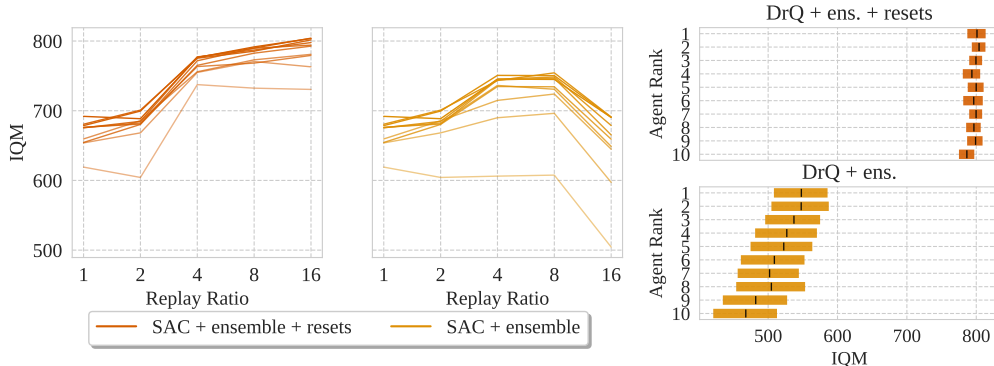 IQM
800
700
600
500
1 2 4 8 16
Replay Ratio
1 2 4 8 16
Replay Ratio
SAC + ensemble + resets
SAC + ensemble
DrQ + ens. + resets
Agent Rank
1
2
3
4
5
6
7
8
9
10
DrQ + ens.
Agent Rank
1
2
3
4
5
6
7
8
9
10
500 600 700 800
IQM